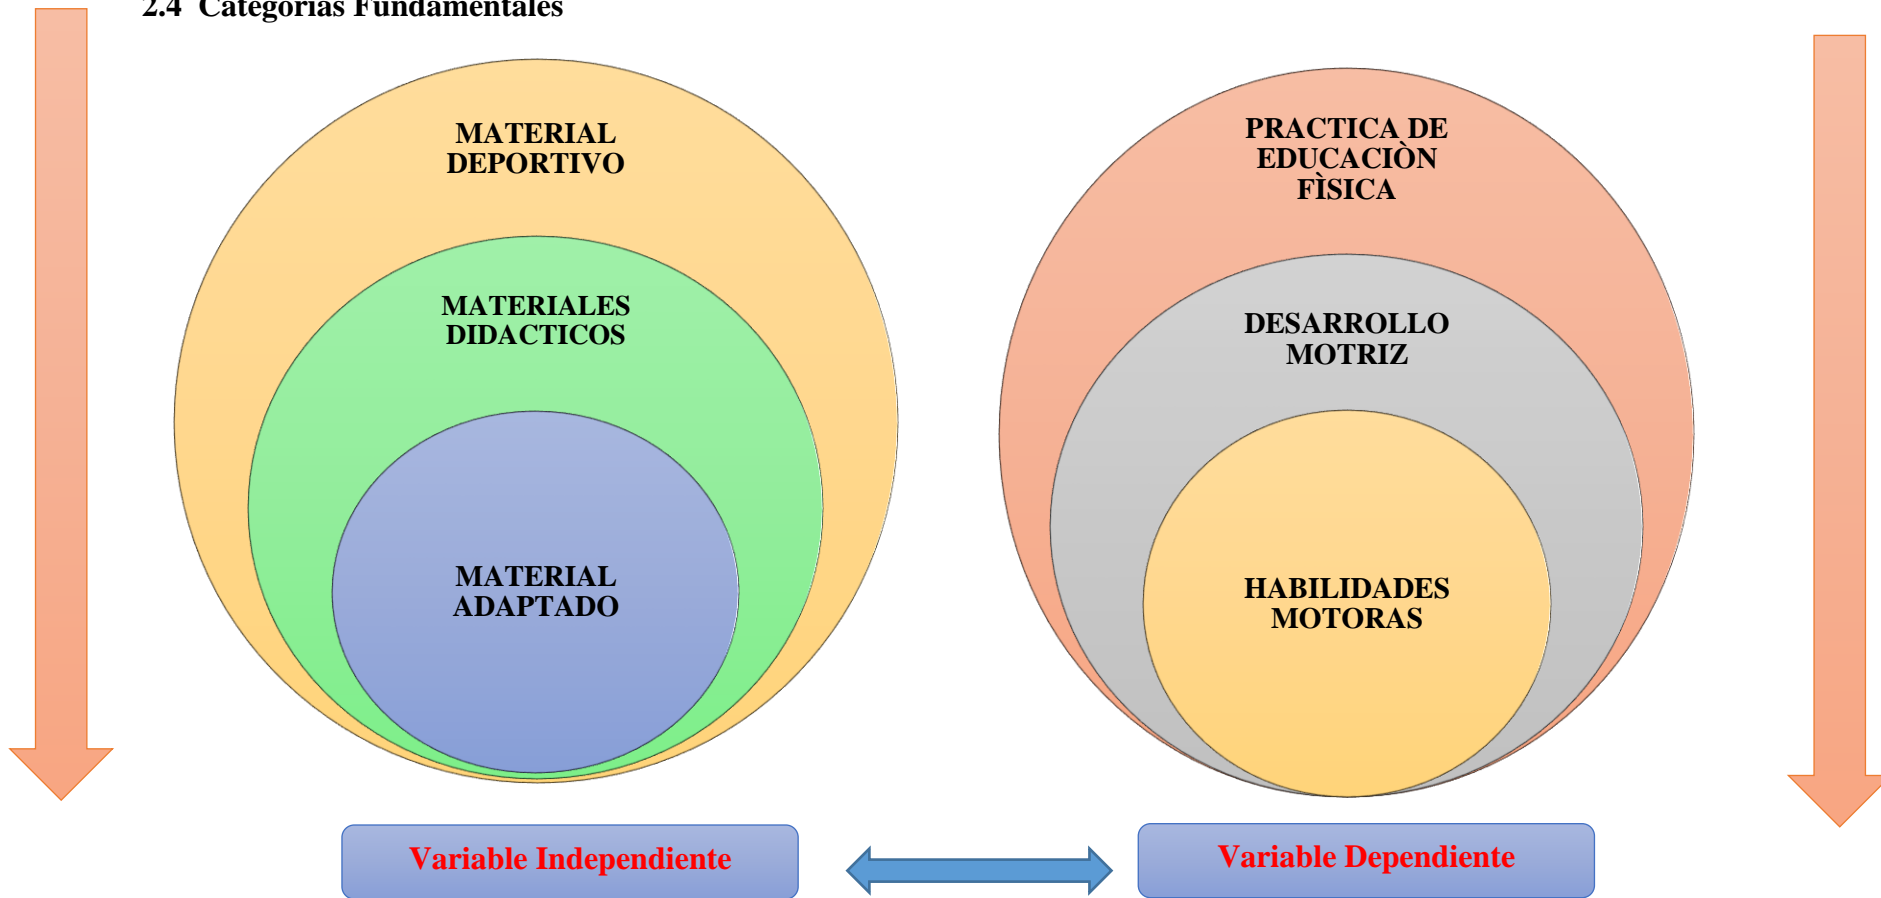 2.4 Categorías Fundamentales
MATERIAL
DEPORTIVO
MATERIALES
DIDACTICOS
MATERIAL
ADAPTADO
PRACTICA DE
EDUCACIÒN
FÌSICA
DESARROLLO
MOTRIZ
HABILIDADES
MOTORAS
Variable Independiente
Variable Dependiente